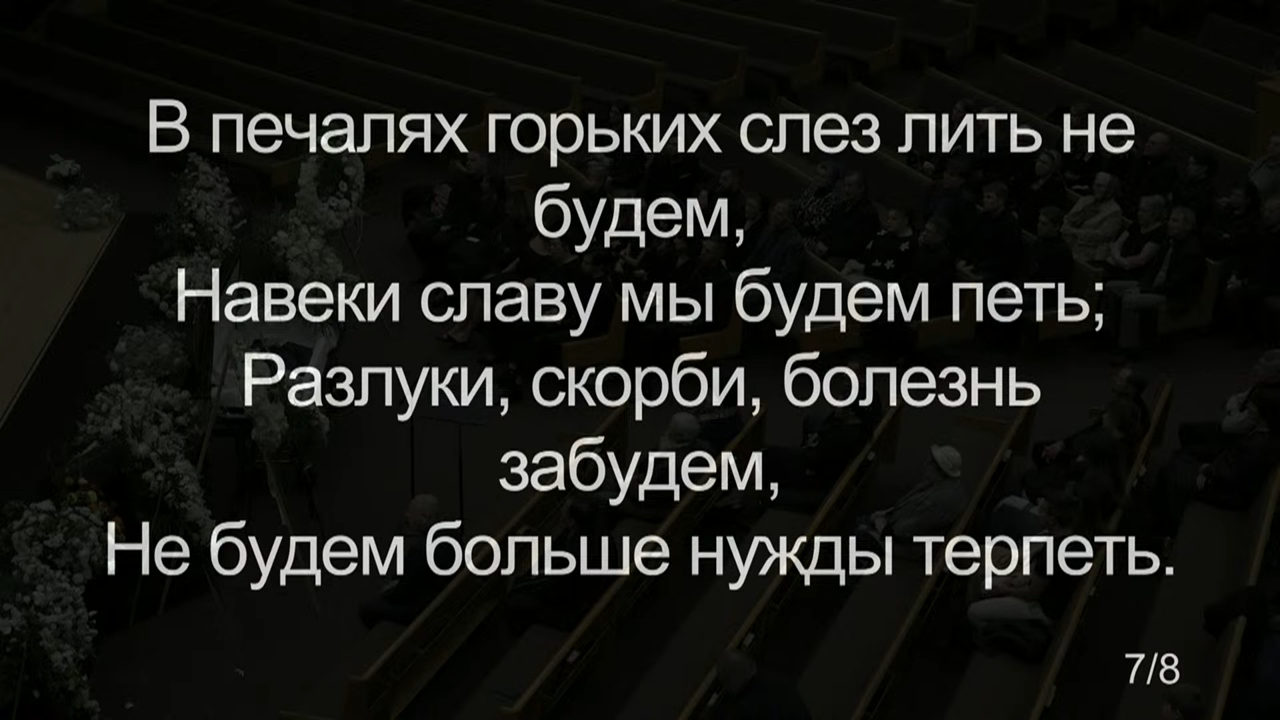 В печалях горьких слез лить не
будем,
Навеки славу мы будем петь;
Разлуки, скорби, болезнь
забудем,
Не будем больше нужды терпеть.
7/8